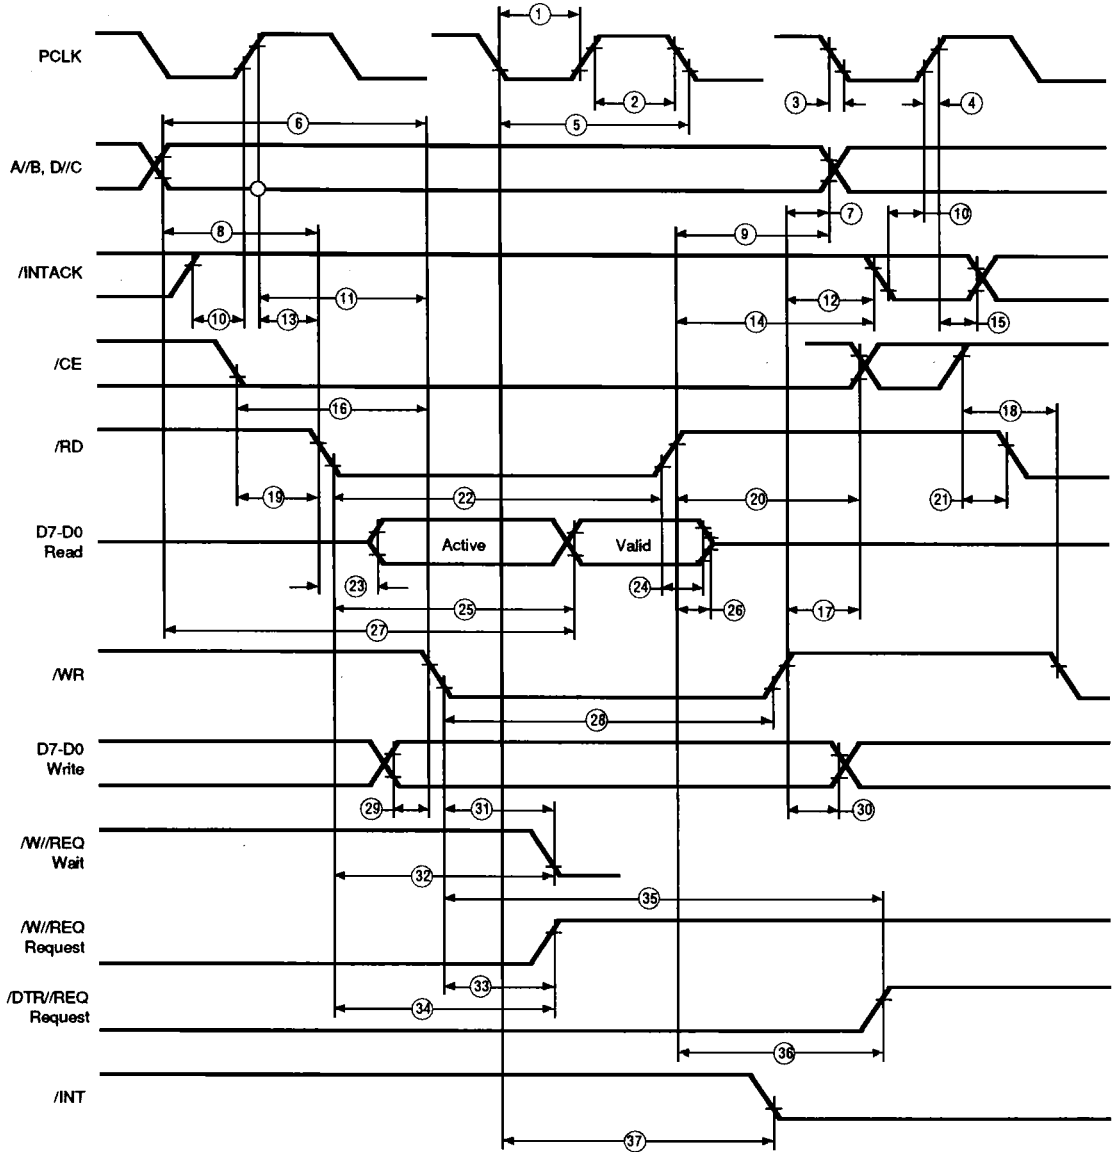 1
PCLK
2
3
4
6
5
A//B, D//C
7
10
8
9
/INTACK
11
12
10
13
14
15
/CE
16
18
/RD
19
22
20
21
D7-D0
Read
Active
Valid
23
24
25
26
17
27
/WR
28
D7-D0
Write
29
31
30
/W//REQ
Wait
32
35
/W//REQ
Request
33
34
/DTR//REQ
Request
36
/INT
37